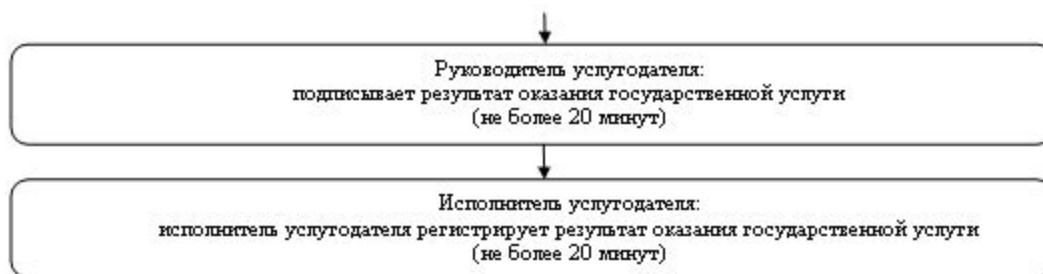 Руководитель услугодателя:
подписывает результат оказания государственной услуги
(не более 20 минут)
Исполнитель услугодателя:
исполнитель услугодателя регистрирует результат оказания государственной услуги
(не более 20 минут)